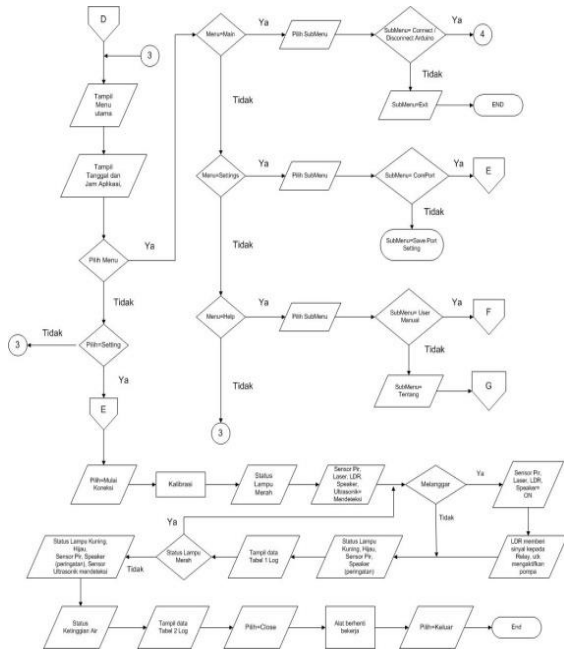 D
3
Tampil
Menu
utama
Tampil
Tanggal dan
Jam Aplikasi,
Pilih Menu
Ya
Tidak
Pilih=Setting
Tidak
3
Ya
E
Menu=Main
Ya
Pilih SubMenu
SubMenu= Connect /
Disconnect Arduino
Ya
4
Tidak
SubMenu=Exit
END
Tidak
Menu=Settings
Ya
Pilih SubMenu
SubMenu= ComPort
Ya
E
Tidak
SubMenu=Save Port
Setting
Tidak
Menu=Help
Ya
Pilih SubMenu
SubMenu= User
Manual
Ya
F
Tidak
SubMenu=
Tentang
G
Tidak
3
Pilih=Mulai
Koneksi
Kalibrasi
Status
Lampu
Merah
Sensor Pir,
Laser, LDR,
Speaker,
Ultrasonik=
Mendeteksi
Melanggar
Ya
Sensor Pir,
Laser, LDR,
Speaker=
ON
Tidak
LDR memberi
sinyal kepada
Relay, utk
mengaktifkan
pompa
Status Lampu
Kuning, Hijau,
Sensor Pir,
Speaker
(peringatan)
Tampil data
Tabel 1 Log
Status Lampu
Merah
Ya
Tidak
Status Lampu Kuning,
Hijau,
Sensor Pir, Speaker
(peringatan), Sensor
Ultrasonik mendeteksi
Status
Ketinggian Air
Tampil data
Tabel 2 Log
Pilih=Close
Alat berhenti
bekerja
Pilih=Keluar
End